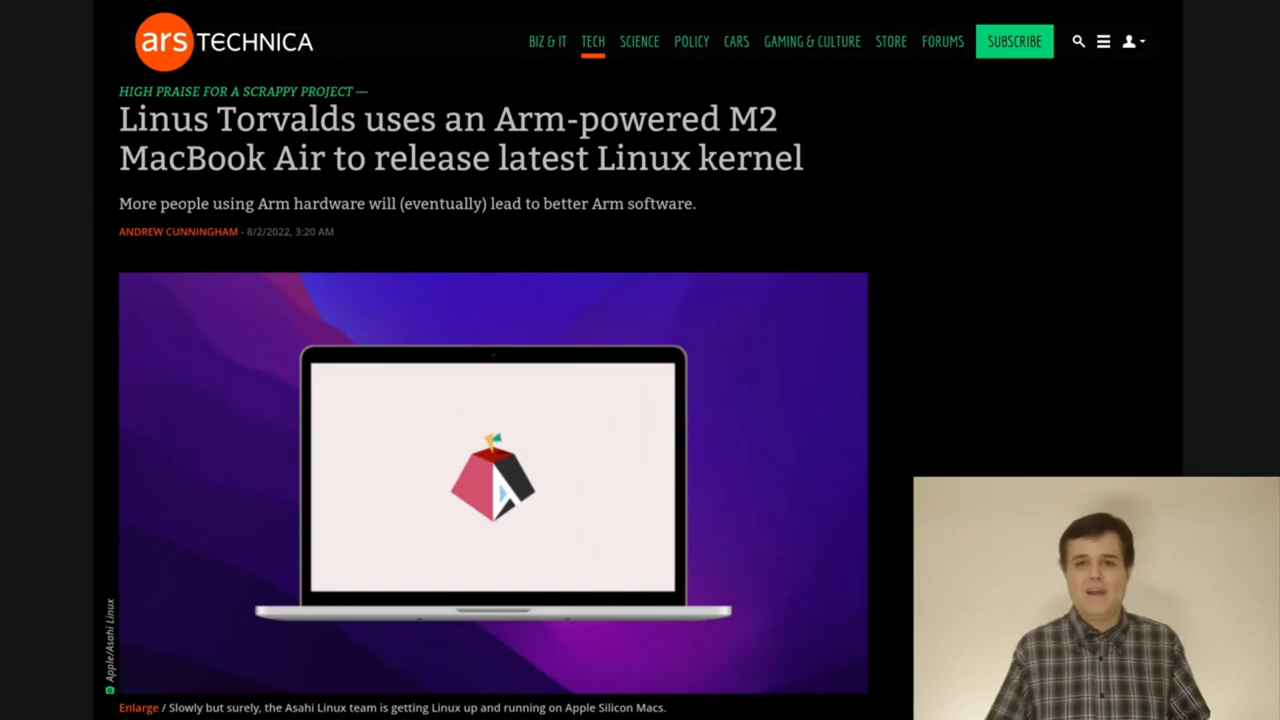 ars TECHNICA
BIZ & IT TECH SCIENCE POLICY CARS GAMING & CULTURE STORE FORUMS SUBSCRIBE
HIGH PRAISE FOR A SCRAPPY PROJECT —
Linus Torvalds uses an Arm-powered M2
MacBook Air to release latest Linux kernel
More people using Arm hardware will (eventually) lead to better Arm software.
ANDREW CUNNINGHAM - 8/2/2022, 3:20 AM
Apple/Asahi Linux
Enlarge / Slowly but surely, the Asahi Linux team is getting Linux up and running on Apple Silicon Macs.